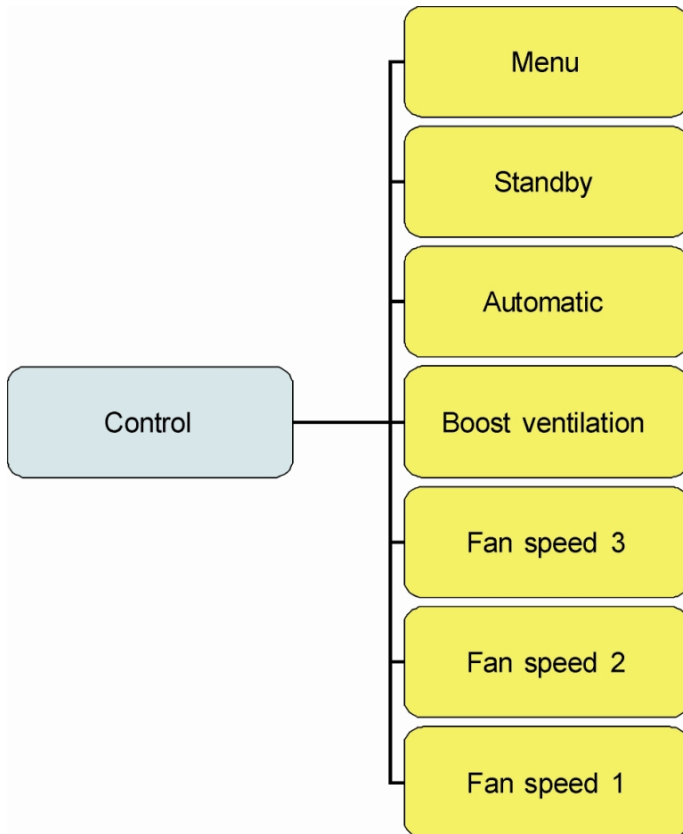 Menu
Standby
Automatic
Control
Boost ventilation
Fan speed 3
Fan speed 2
Fan speed 1